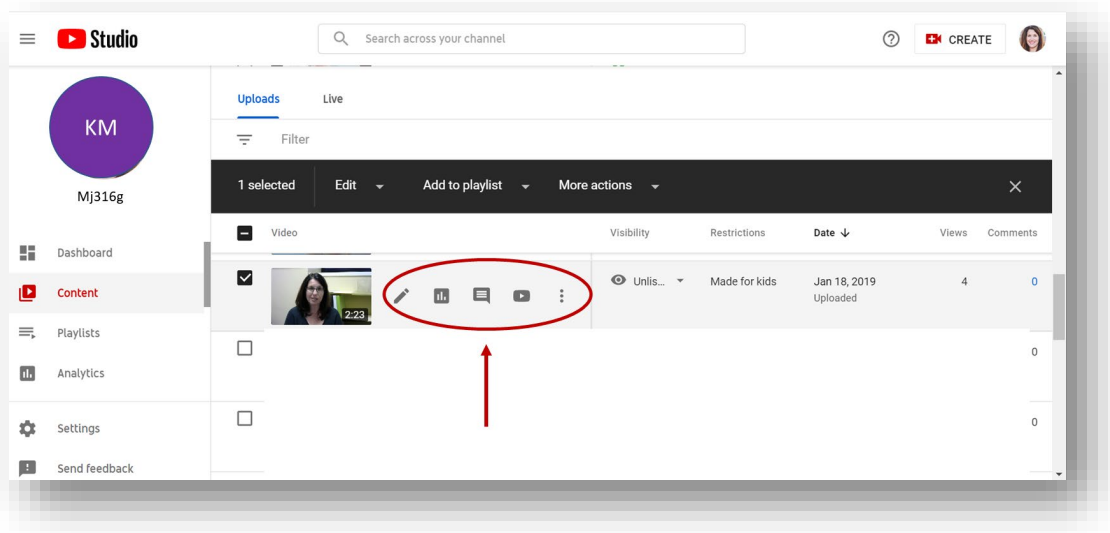 Studio
Search across your channel
CREATE
KM
Mj316g
Dashboard
Content
Playlists
Analytics
Settings
Send feedback
Uploads Live
Filter
1 selected Edit Add to playlist More actions
Video Visibility Restrictions Date Views Comments
2:23 Unlis... Made for kids Jan 18, 2019 4 0
Uploaded
0
0